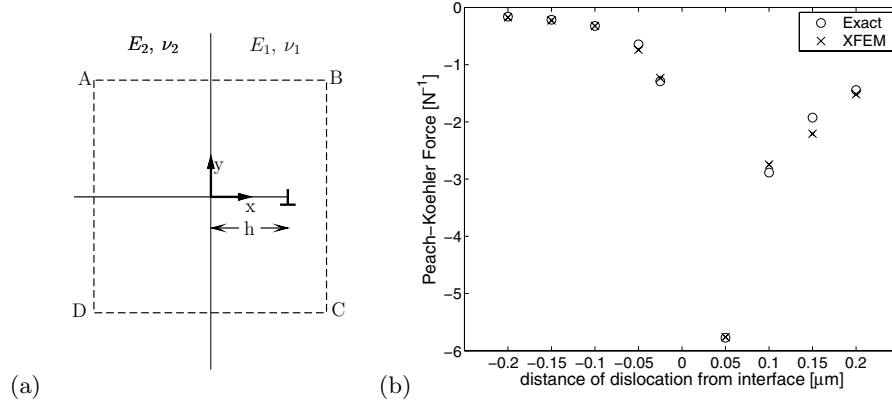 E₂, ν₂
E₁, ν₁
A
B
y
x
h
D
C
(a)
Exact
XFEM
Peach−Koehler Force [N⁻¹]
0
−1
−2
−3
−4
−5
−6
−0.2 −0.15 −0.1 −0.05 0 0.05 0.1 0.15 0.2
distance of dislocation from interface [μm]
(b)